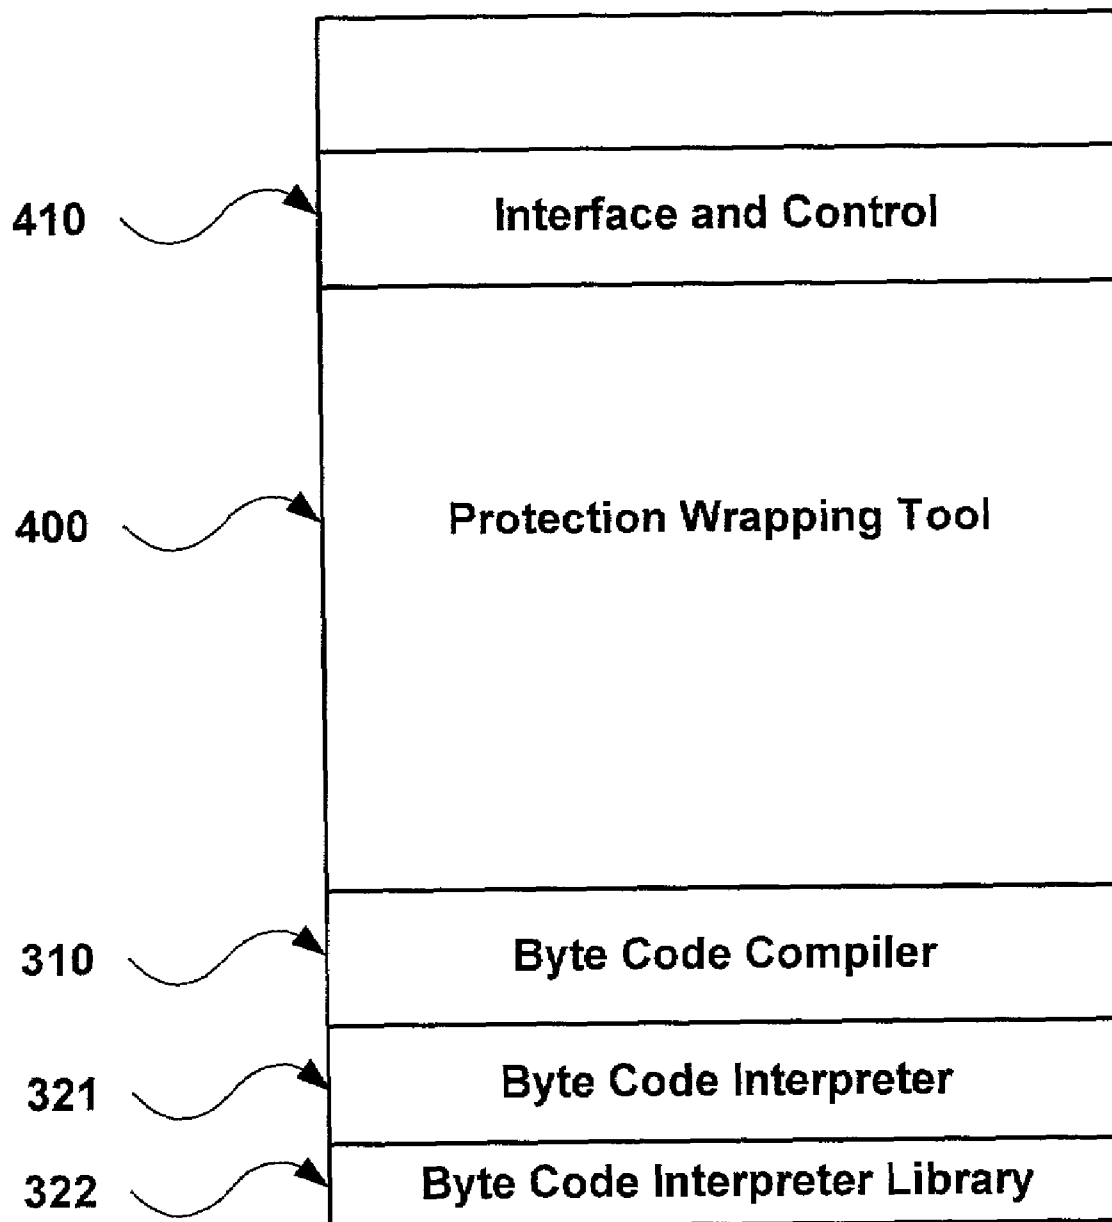 410 Interface and Control
400 Protection Wrapping Tool
310 Byte Code Compiler
321 Byte Code Interpreter
322 Byte Code Interpreter Library